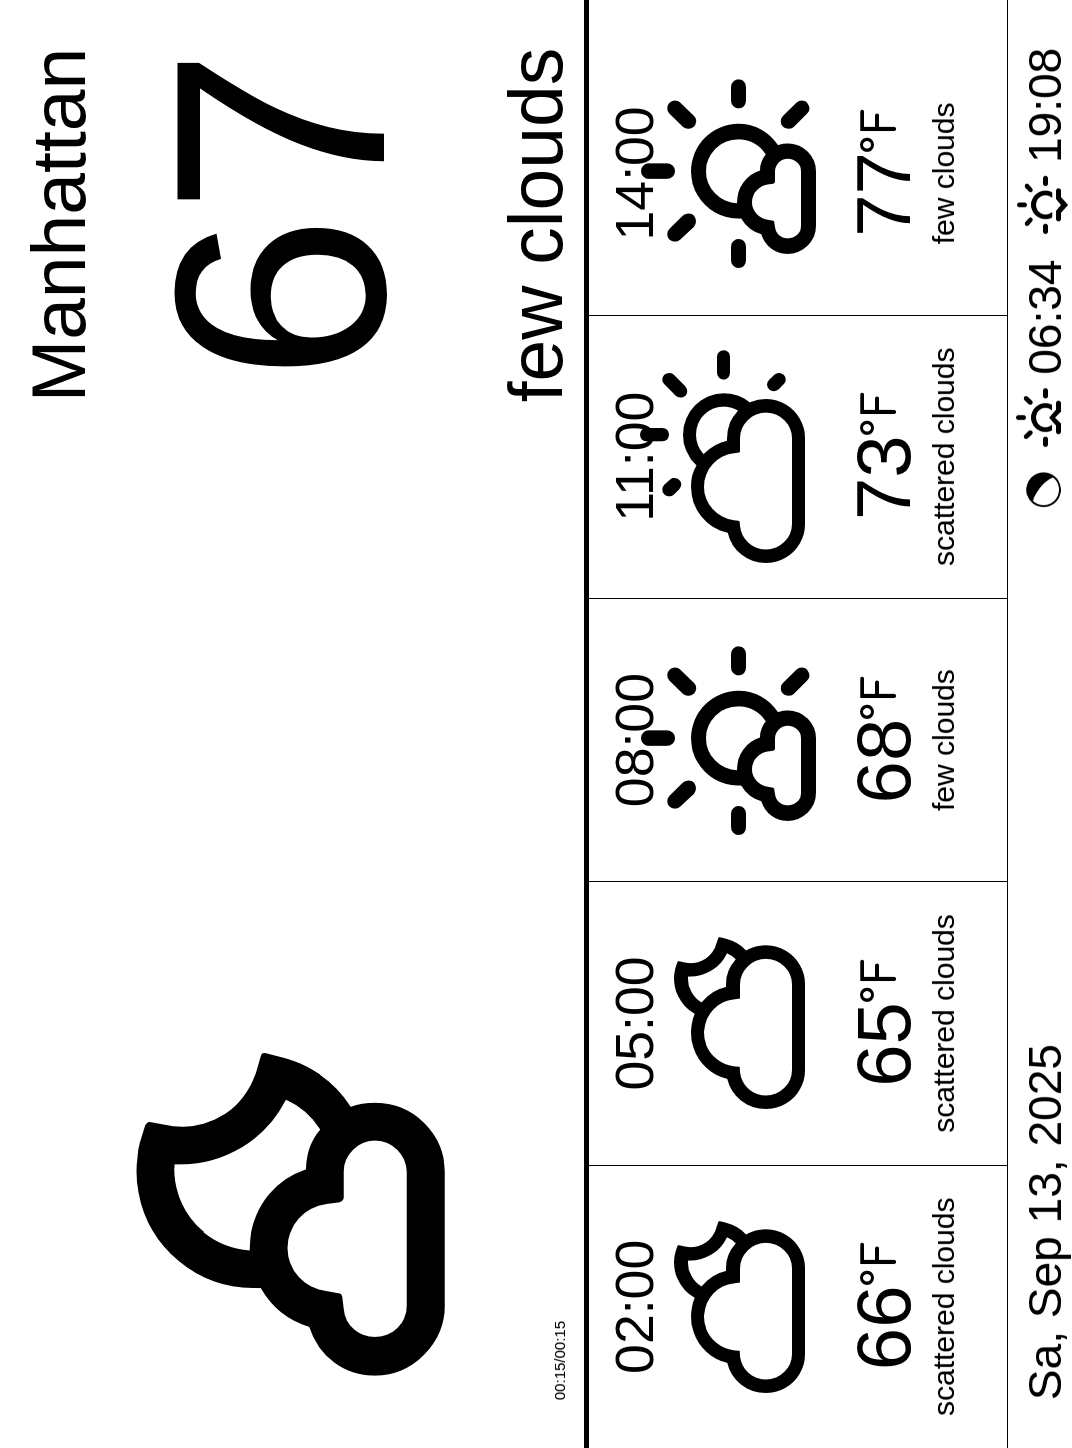 Manhattan
67
few clouds
00:15/00:15
02:00
66°F
scattered clouds
05:00
65°F
scattered clouds
08:00
68°F
few clouds
11:00
73°F
scattered clouds
14:00
77°F
few clouds
Sa, Sep 13, 2025
06:34
19:08